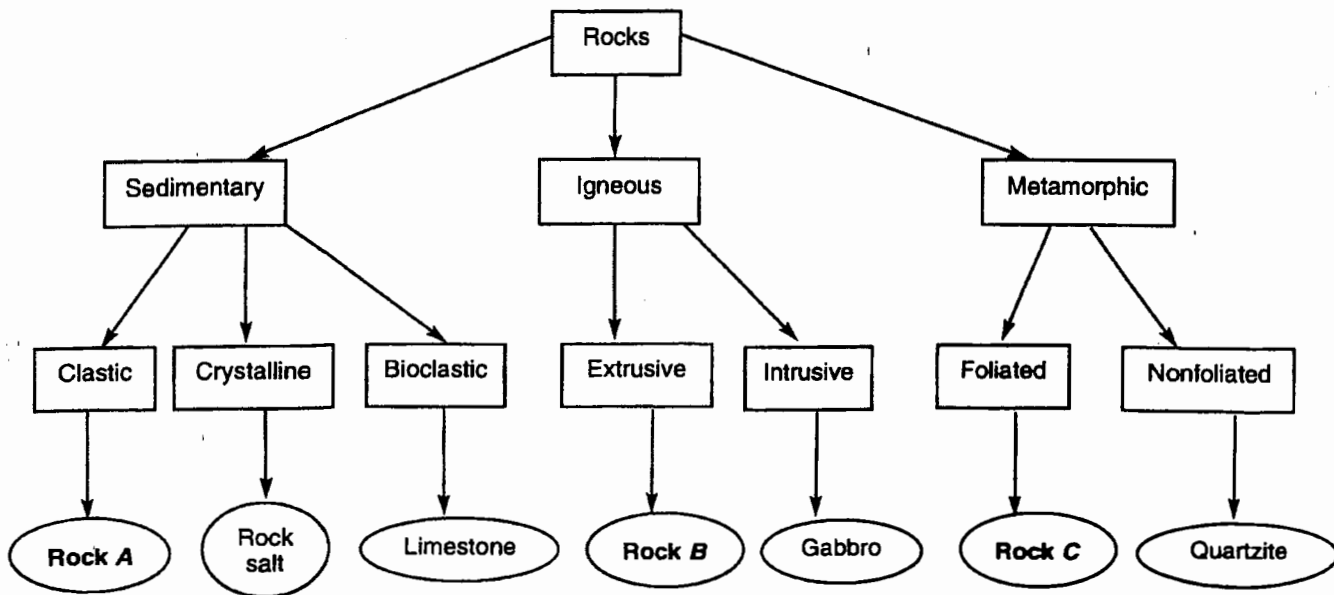 Rocks
Sedimentary
Igneous
Metamorphic
Clastic
Crystalline
Bioclastic
Extrusive
Intrusive
Foliated
Nonfoliated
Rock A
Rock
salt
Limestone
Rock B
Gabbro
Rock C
Quartzite